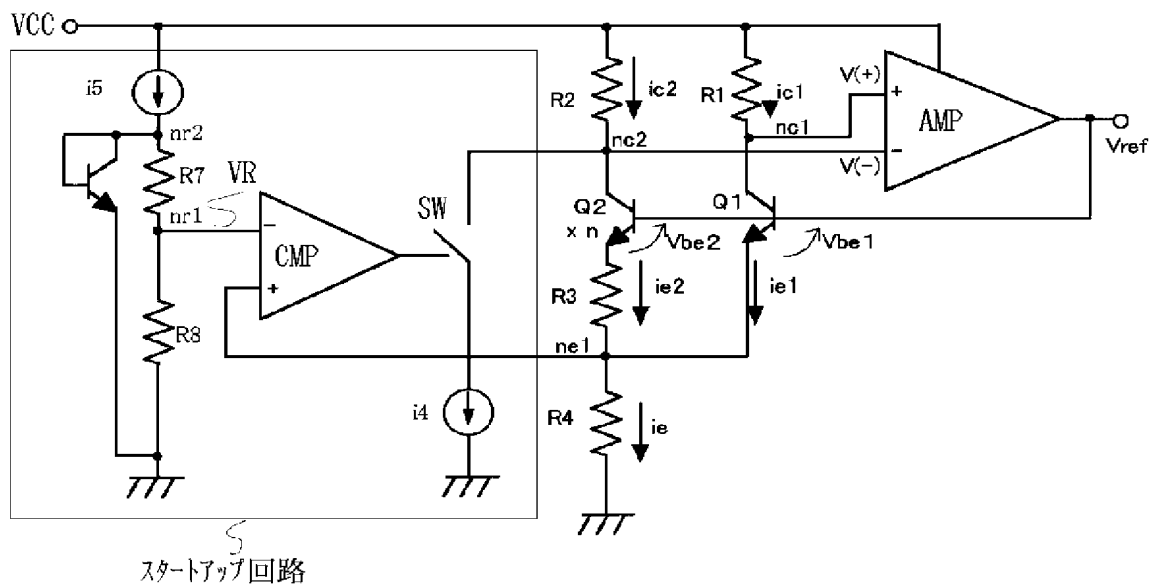 VCC
i5
nr2
R7
VR
nr1
CMP
−
+
R8
SW
i4
R2
ic2
R1
ic1
nc2
nc1
V(+)
V(-)
+
−
AMP
Vref
Q2
x n
Q1
Vbe2
Vbe1
R3
ie2
ie1
ne1
R4
ie
スタートアップ回路